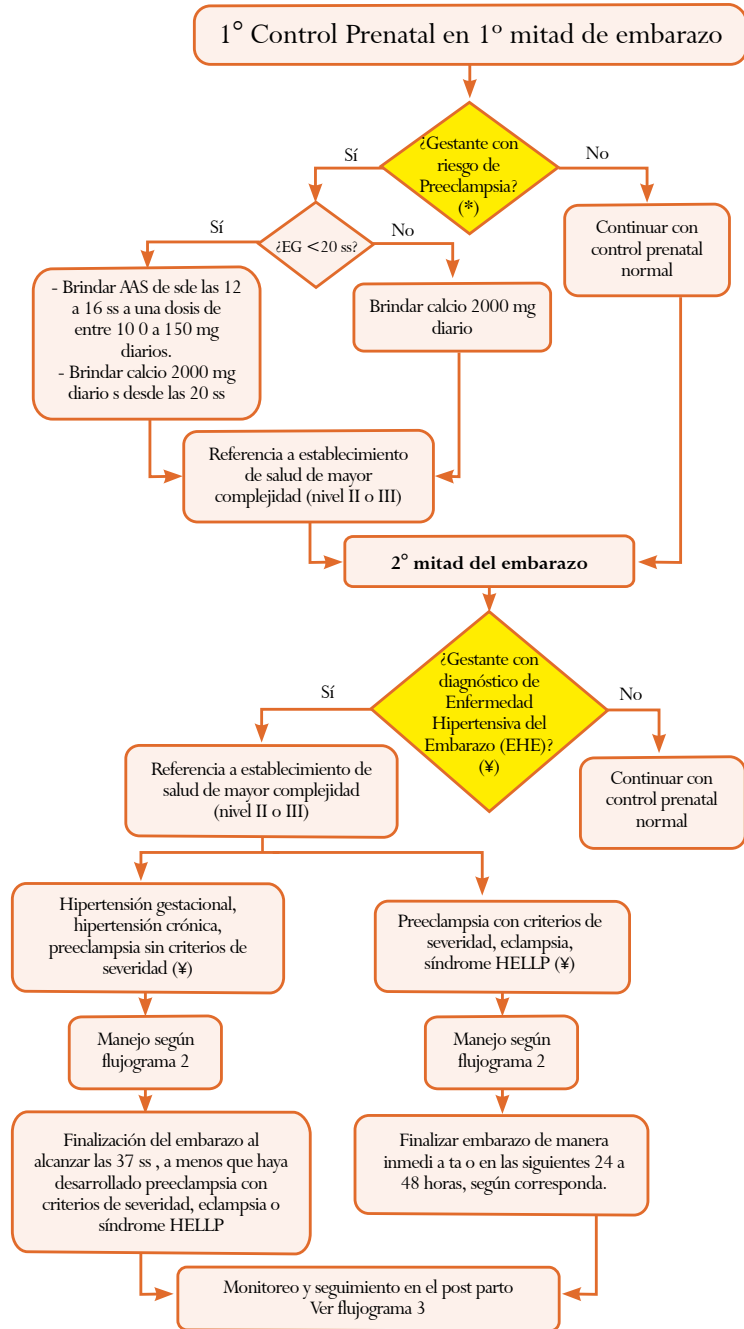 1° Control Prenatal en 1º mitad de embarazo
¿Gestante con
riesgo de
Preeclampsia?
(*)
Sí
No
¿EG <20 ss?
Sí
No
Continuar con
control prenatal
normal
- Brindar AAS de sde las 12
a 16 ss a una dosis de
entre 10 0 a 150 mg
diarios.
- Brindar calcio 2000 mg
diario s desde las 20 ss
Brindar calcio 2000 mg
diario
Referencia a establecimiento
de salud de mayor
complejidad (nivel II o III)
2° mitad del embarazo
¿Gestante con
diagnóstico de
Enfermedad
Hipertensiva del
Embarazo (EHE)?
(¥)
Sí
No
Referencia a establecimiento de
salud de mayor complejidad
(nivel II o III)
Continuar con
control prenatal
normal
Hipertensión gestacional,
hipertensión crónica,
preeclampsia sin criterios de
severidad (¥)
Preeclampsia con criterios de
severidad, eclampsia,
síndrome HELLP (¥)
Manejo según
flujograma 2
Manejo según
flujograma 2
Finalización del embarazo al
alcanzar las 37 ss , a menos que haya
desarrollado preeclampsia con
criterios de severidad, eclampsia o
síndrome HELLP
Finalizar embarazo de manera
inmedi a ta o en las siguientes 24 a
48 horas, según corresponda.
Monitoreo y seguimiento en el post parto
Ver flujograma 3